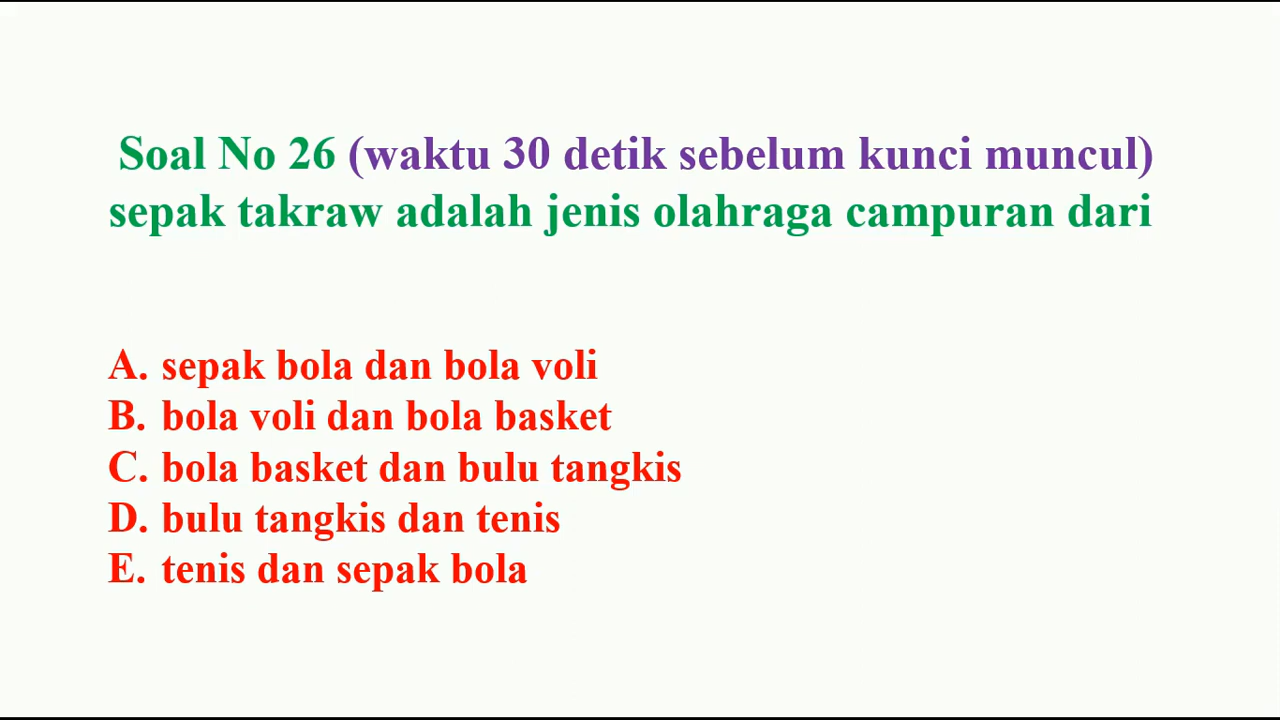 Soal No 26 (waktu 30 detik sebelum kunci muncul)
sepak takraw adalah jenis olahraga campuran dari
A. sepak bola dan bola voli
B. bola voli dan bola basket
C. bola basket dan bulu tangkis
D. bulu tangkis dan tenis
E. tenis dan sepak bola